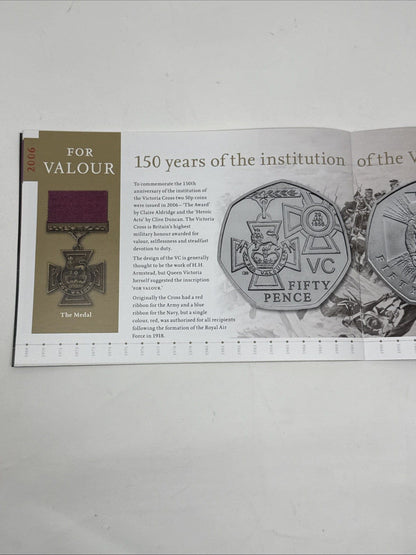 2006
FOR
VALOUR
The Medal
150 years of the institution of the V
To commemorate the 150th
anniversary of the institution of
the Victoria Cross two 50p coins
were issued in 2006 – 'The Award'
by Claire Aldridge and the 'Heroic
Acts' by Clive Duncan. The Victoria
Cross is Britain's highest
military honour awarded for
valour, selflessness and steadfast
devotion to duty.
The design of the VC is generally
thought to be the work of H.H.
Armstead, but Queen Victoria
herself suggested the inscription
'FOR VALOUR.'
Originally the Cross had a red
ribbon for the Army and a blue
ribbon for the Navy, but a single
colour, red, was authorised for all recipients
following the formation of the Royal Air
Force in 1918.
29
JAN
1856
VC
FIFTY
PENCE
FIFT